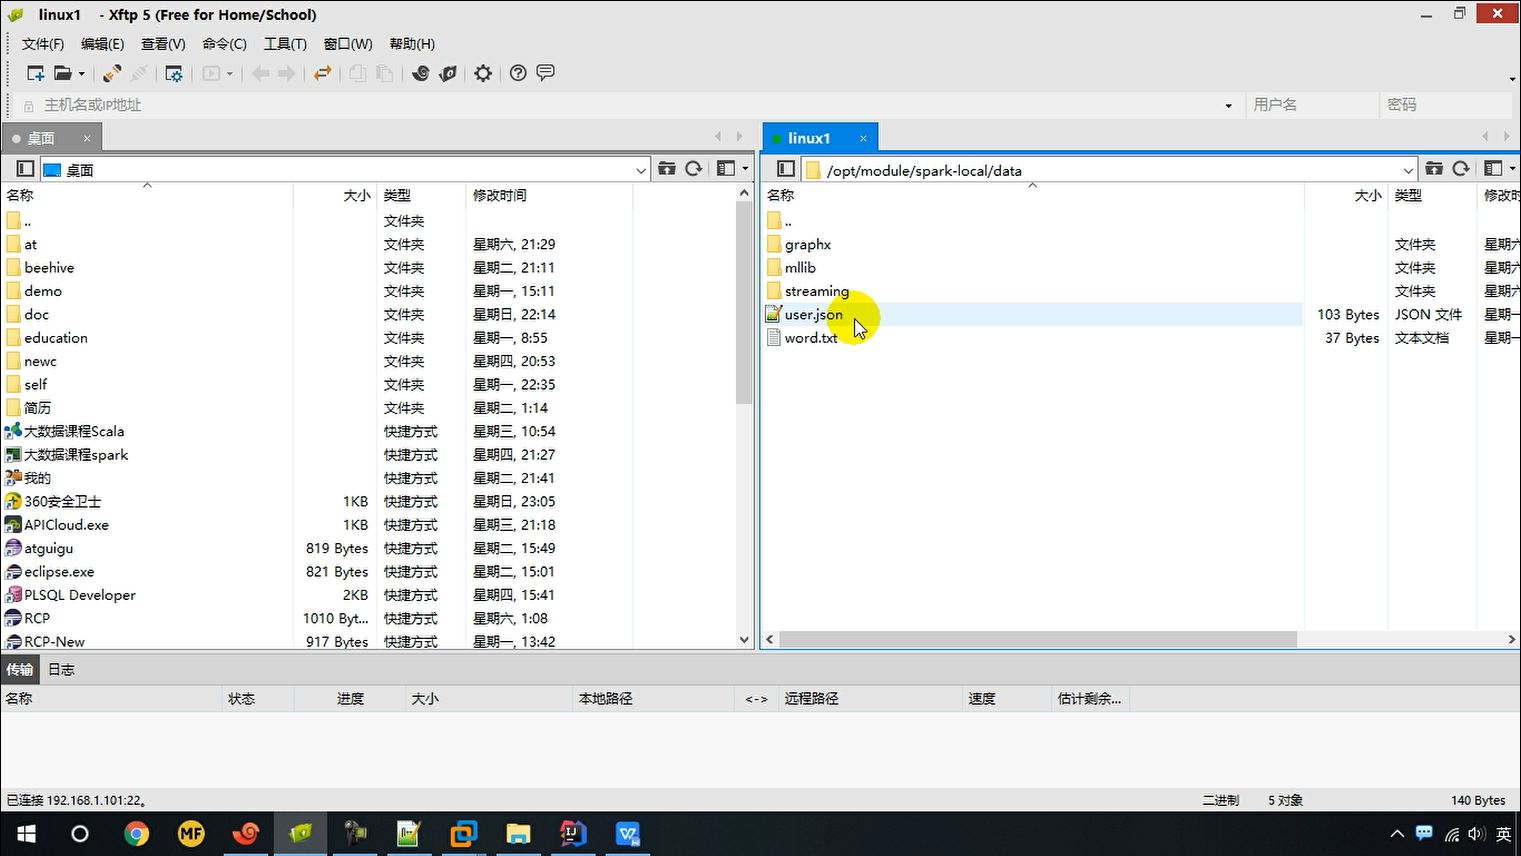 linux1 - Xftp 5 (Free for Home/School)
文件(F) 编辑(E) 查看(V) 命令(C) 工具(T) 窗口(W) 帮助(H)
主机名或IP地址 用户名 密码
桌面 × linux1 ×
桌面 /opt/module/spark-local/data
名称 大小 类型 修改时间
.. 文件夹
at 文件夹 星期六, 21:29
beehive 文件夹 星期二, 21:11
demo 文件夹 星期一, 15:11
doc 文件夹 星期日, 22:14
education 文件夹 星期一, 8:55
newc 文件夹 星期四, 20:53
self 文件夹 星期一, 22:35
简历 文件夹 星期二, 1:14
大数据课程Scala 快捷方式 星期三, 10:54
大数据课程spark 快捷方式 星期四, 21:27
我的 快捷方式 星期二, 21:41
360安全卫士 1KB 快捷方式 星期日, 23:05
APICloud.exe 1KB 快捷方式 星期三, 21:18
atguigu 819 Bytes 快捷方式 星期二, 15:49
eclipse.exe 821 Bytes 快捷方式 星期二, 15:01
PLSQL Developer 2KB 快捷方式 星期四, 15:41
RCP 1010 Byt... 快捷方式 星期六, 1:08
RCP-New 917 Bytes 快捷方式 星期一, 13:42
名称 大小 类型 修改时
..
graphx 文件夹 星期六
mllib 文件夹 星期六
streaming 文件夹 星期六
user.json 103 Bytes JSON 文件 星期一
word.txt 37 Bytes 文本文档 星期一
传输 日志
名称 状态 进度 大小 本地路径 <-> 远程路径 速度 估计剩余...
已连接 192.168.1.101:22。 二进制 5 对象 140 Bytes
MF 英